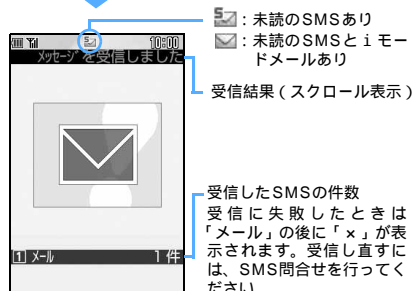 ：未読のSMSあり
：未読のSMSとiモー
ドメールあり
10:00
メッセージを受信しました
受信結果（スクロール表示）
受信したSMSの件数
受信に失敗したときは
「メール」の後に「×」が表
示されます。受信し直すに
は、SMS問合せを行ってく
ださい
1 メール 1件